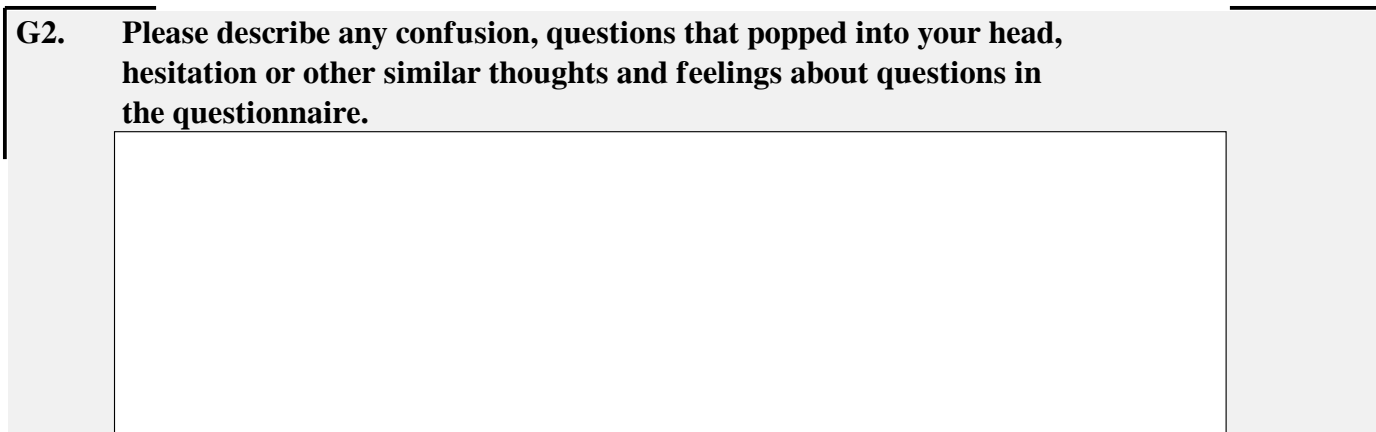 G2. Please describe any confusion, questions that popped into your head,
hesitation or other similar thoughts and feelings about questions in
the questionnaire.